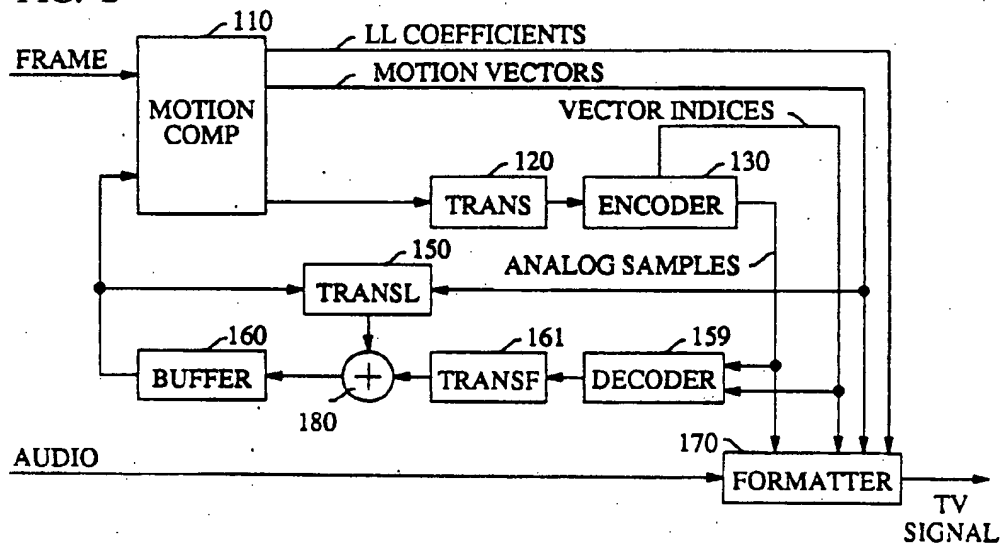 110
LL COEFFICIENTS
FRAME
MOTION VECTORS
MOTION
COMP
VECTOR INDICES
120
130
TRANS
ENCODER
150
ANALOG SAMPLES
TRANSL
160
161
159
BUFFER
+
TRANSF
DECODER
180
AUDIO
170
FORMATTER
TV
SIGNAL